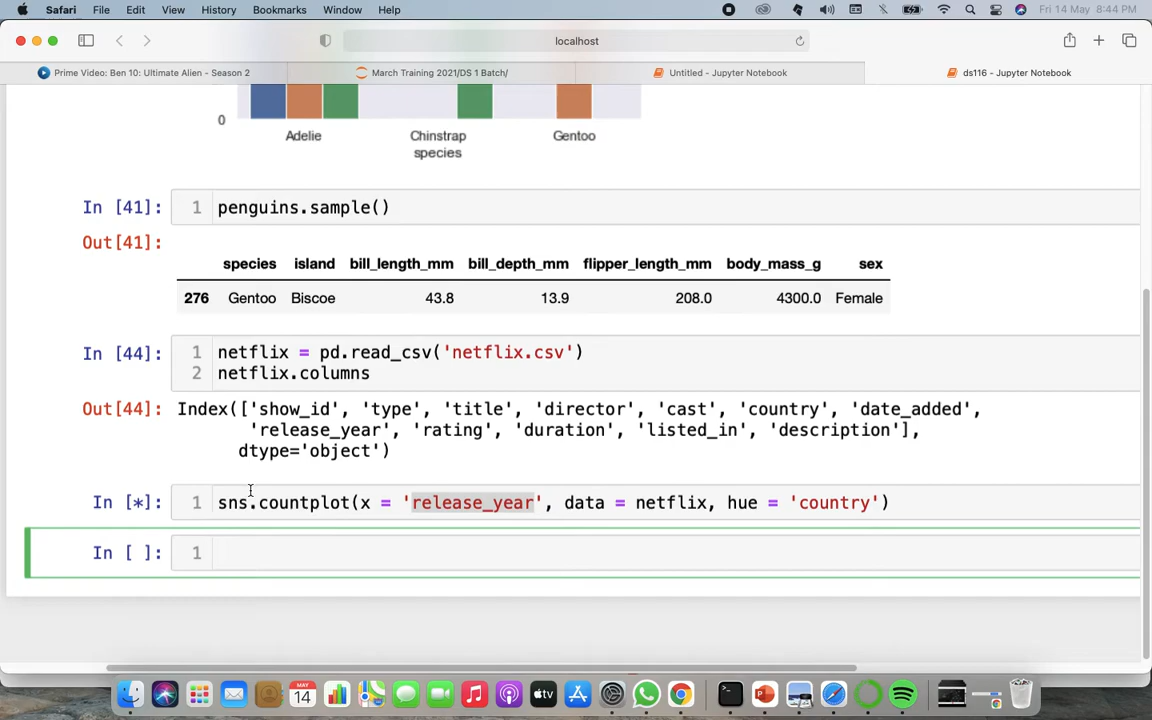 Safari File Edit View History Bookmarks Window Help Fri 14 May 8:44 PM
localhost
Prime Video: Ben 10: Ultimate Alien - Season 2 March Training 2021/DS 1 Batch/ Untitled - Jupyter Notebook ds116 - Jupyter Notebook
0
Adelie Chinstrap Gentoo
species
In [41]: 1 penguins.sample()
Out[41]:
species island bill_length_mm bill_depth_mm flipper_length_mm body_mass_g sex
276 Gentoo Biscoe 43.8 13.9 208.0 4300.0 Female
In [44]: 1 netflix = pd.read_csv('netflix.csv')
2 netflix.columns
Out[44]: Index(['show_id', 'type', 'title', 'director', 'cast', 'country', 'date_added',
'release_year', 'rating', 'duration', 'listed_in', 'description'],
dtype='object')
In [*]: 1 sns.countplot(x = 'release_year', data = netflix, hue = 'country')
In [ ]: 1
MAY
14
tv